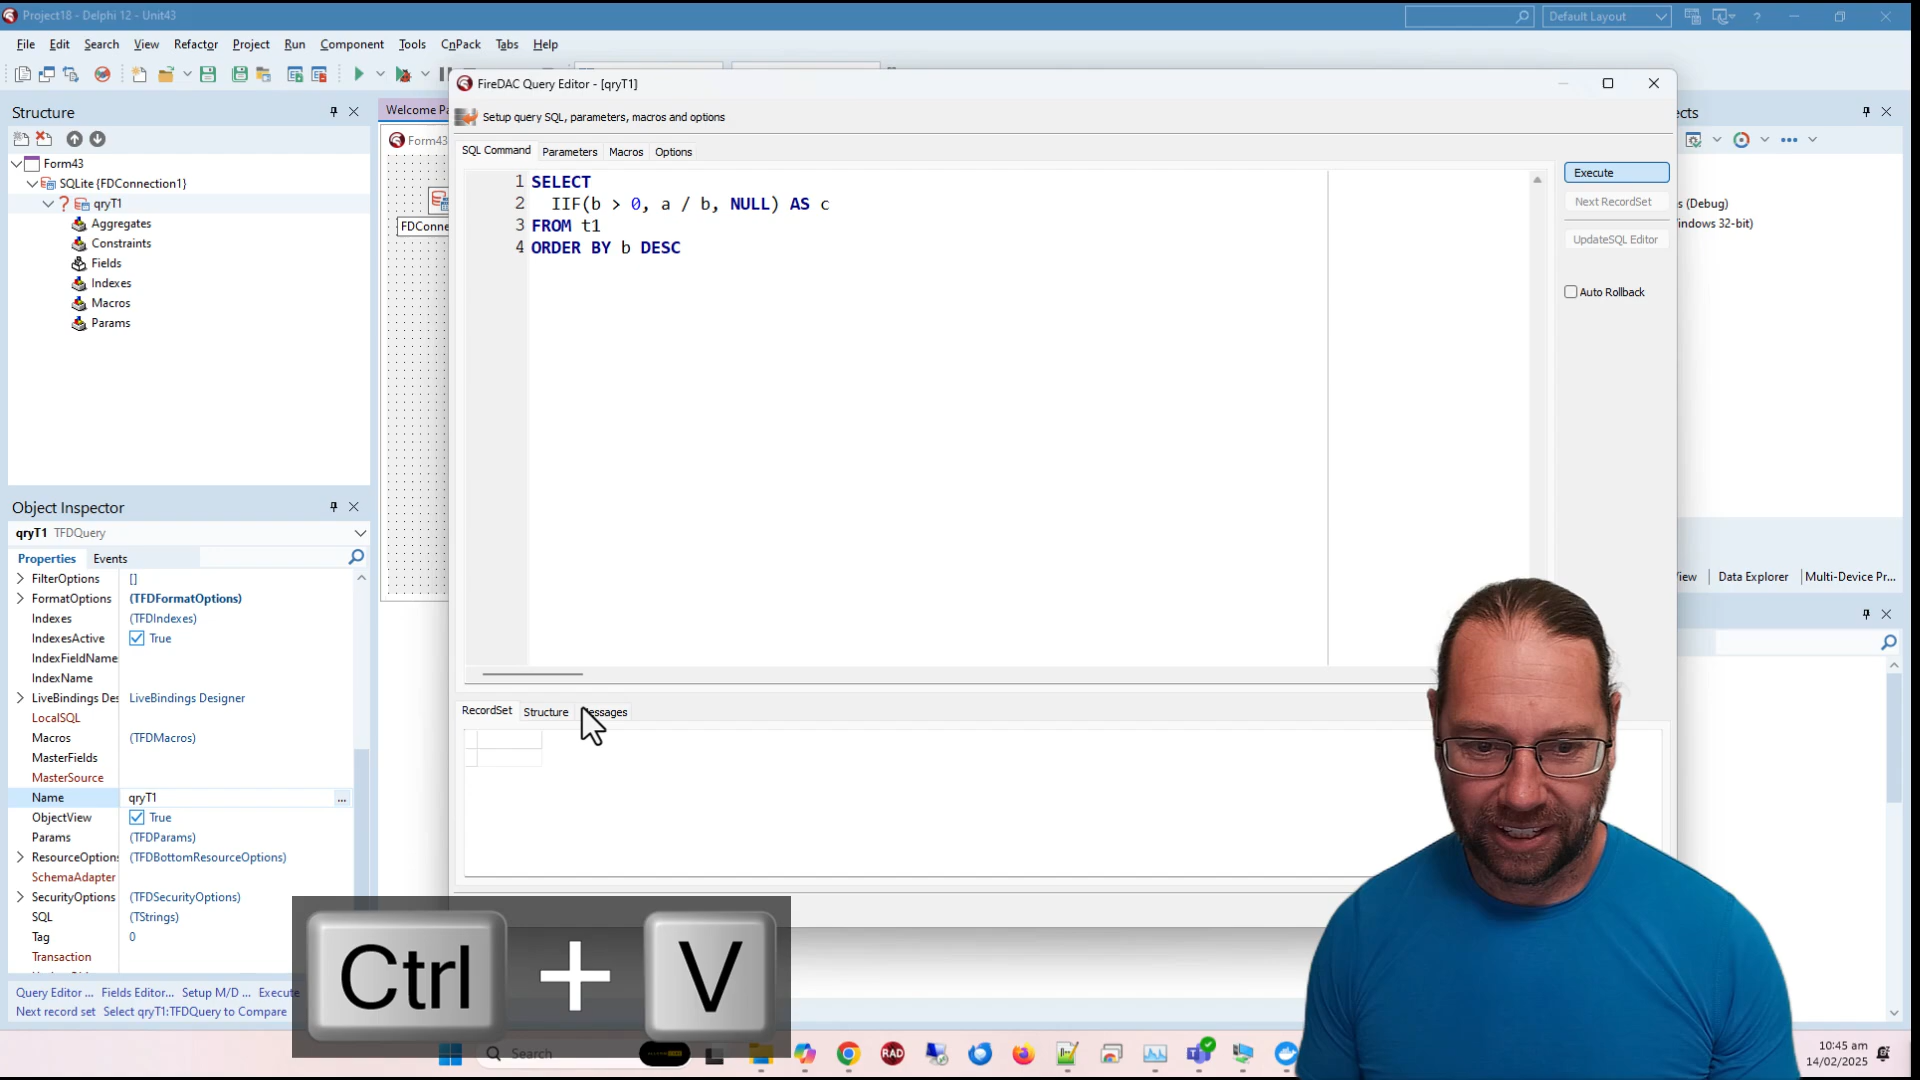 Project18 - Delphi 12 - Unit43
Default Layout
File Edit Search View Refactor Project Run Component Tools CnPack Tabs Help
Structure
Form43
SQLite {FDConnection1}
qryT1
Aggregates
Constraints
Fields
Indexes
Macros
Params
Object Inspector
qryT1 TFDQuery
Properties Events
FilterOptions []
FormatOptions (TFDFormatOptions)
Indexes (TFDIndexes)
IndexesActive True
IndexFieldName
IndexName
LiveBindings Des LiveBindings Designer
LocalSQL
Macros (TFDMacros)
MasterFields
MasterSource
Name qryT1 ...
ObjectView True
Params (TFDParams)
ResourceOptions (TFDBottomResourceOptions)
SchemaAdapter
SecurityOptions (TFDSecurityOptions)
SQL (TStrings)
Tag 0
Transaction
Query Editor ... Fields Editor... Setup M/D ... Execute
Next record set Select qryT1:TFDQuery to Compare
Welcome Pa
Form43
FDConne
FireDAC Query Editor - [qryT1]
Setup query SQL, parameters, macros and options
SQL Command Parameters Macros Options
1 SELECT
2 IIF(b > 0, a / b, NULL) AS c
3 FROM t1
4 ORDER BY b DESC
Execute
Next RecordSet
UpdateSQL Editor
Auto Rollback
RecordSet Structure essages
ects
s (Debug)
indows 32-bit)
iew Data Explorer Multi-Device Pr...
Ctrl + V
Search
RAD
10:45 am
14/02/2025